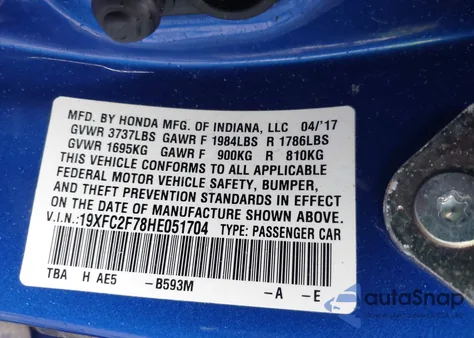 MFD. BY HONDA MFG. OF INDIANA, LLC 04/'17
GVWR 3737LBS GAWR F 1984LBS R 1786LBS
GVWR 1695KG GAWR F 900KG R 810KG
THIS VEHICLE CONFORMS TO ALL APPLICABLE
FEDERAL MOTOR VEHICLE SAFETY, BUMPER,
AND THEFT PREVENTION STANDARDS IN EFFECT
ON THE DATE OF MANUFACTURE SHOWN ABOVE.
V.I.N.:19XFC2F78HE051704 TYPE: PASSENGER CAR
TBA H AE5 -B593M -A -E
autoSnap